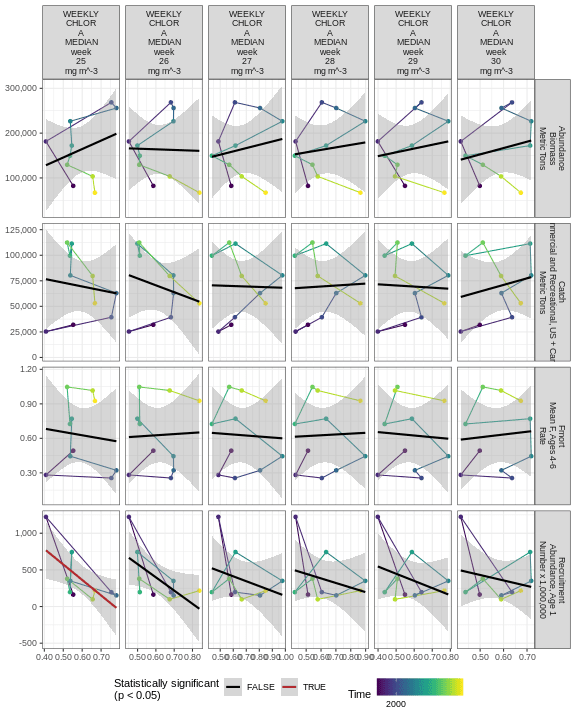 WEEKLY
CHLOR
A
MEDIAN
week
25
mg m^-3
WEEKLY
CHLOR
A
MEDIAN
week
26
mg m^-3
WEEKLY
CHLOR
A
MEDIAN
week
27
mg m^-3
WEEKLY
CHLOR
A
MEDIAN
week
28
mg m^-3
WEEKLY
CHLOR
A
MEDIAN
week
29
mg m^-3
WEEKLY
CHLOR
A
MEDIAN
week
30
mg m^-3
300,000
200,000
100,000
Abundance
Biomass
Metric Tons
125,000
100,000
75,000
50,000
25,000
0
Catch
mmercial and Recreational, US + Can
Metric Tons
1.20
0.90
0.60
0.30
Fmort
Mean F, Ages 4-6
Rate
1,000
500
0
-500
Recruitment
Abundance, Age 1
Number x 1,000,000
0.40 0.50 0.60 0.70
0.50 0.60 0.70 0.80
0.50 0.60 0.70 0.80 0.90 1.00
0.50 0.60 0.70 0.80 0.90
0.40 0.50 0.60 0.70 0.80
0.50 0.60 0.70
Statistically significant
(p < 0.05)
FALSE
TRUE
Time
2000